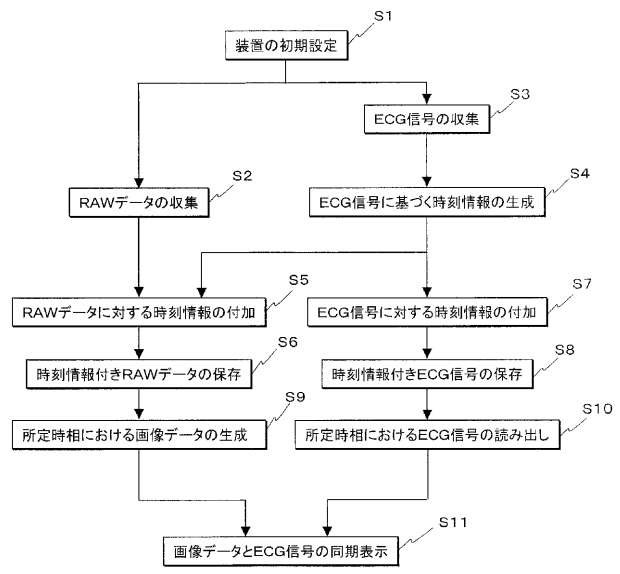 S1
装置の初期設定
S3
ECG信号の収集
S2
RAWデータの収集
S4
ECG信号に基づく時刻情報の生成
S5
RAWデータに対する時刻情報の付加
S7
ECG信号に対する時刻情報の付加
S6
時刻情報付きRAWデータの保存
S8
時刻情報付きECG信号の保存
S9
所定時相における画像データの生成
S10
所定時相におけるECG信号の読み出し
S11
画像データとECG信号の同期表示